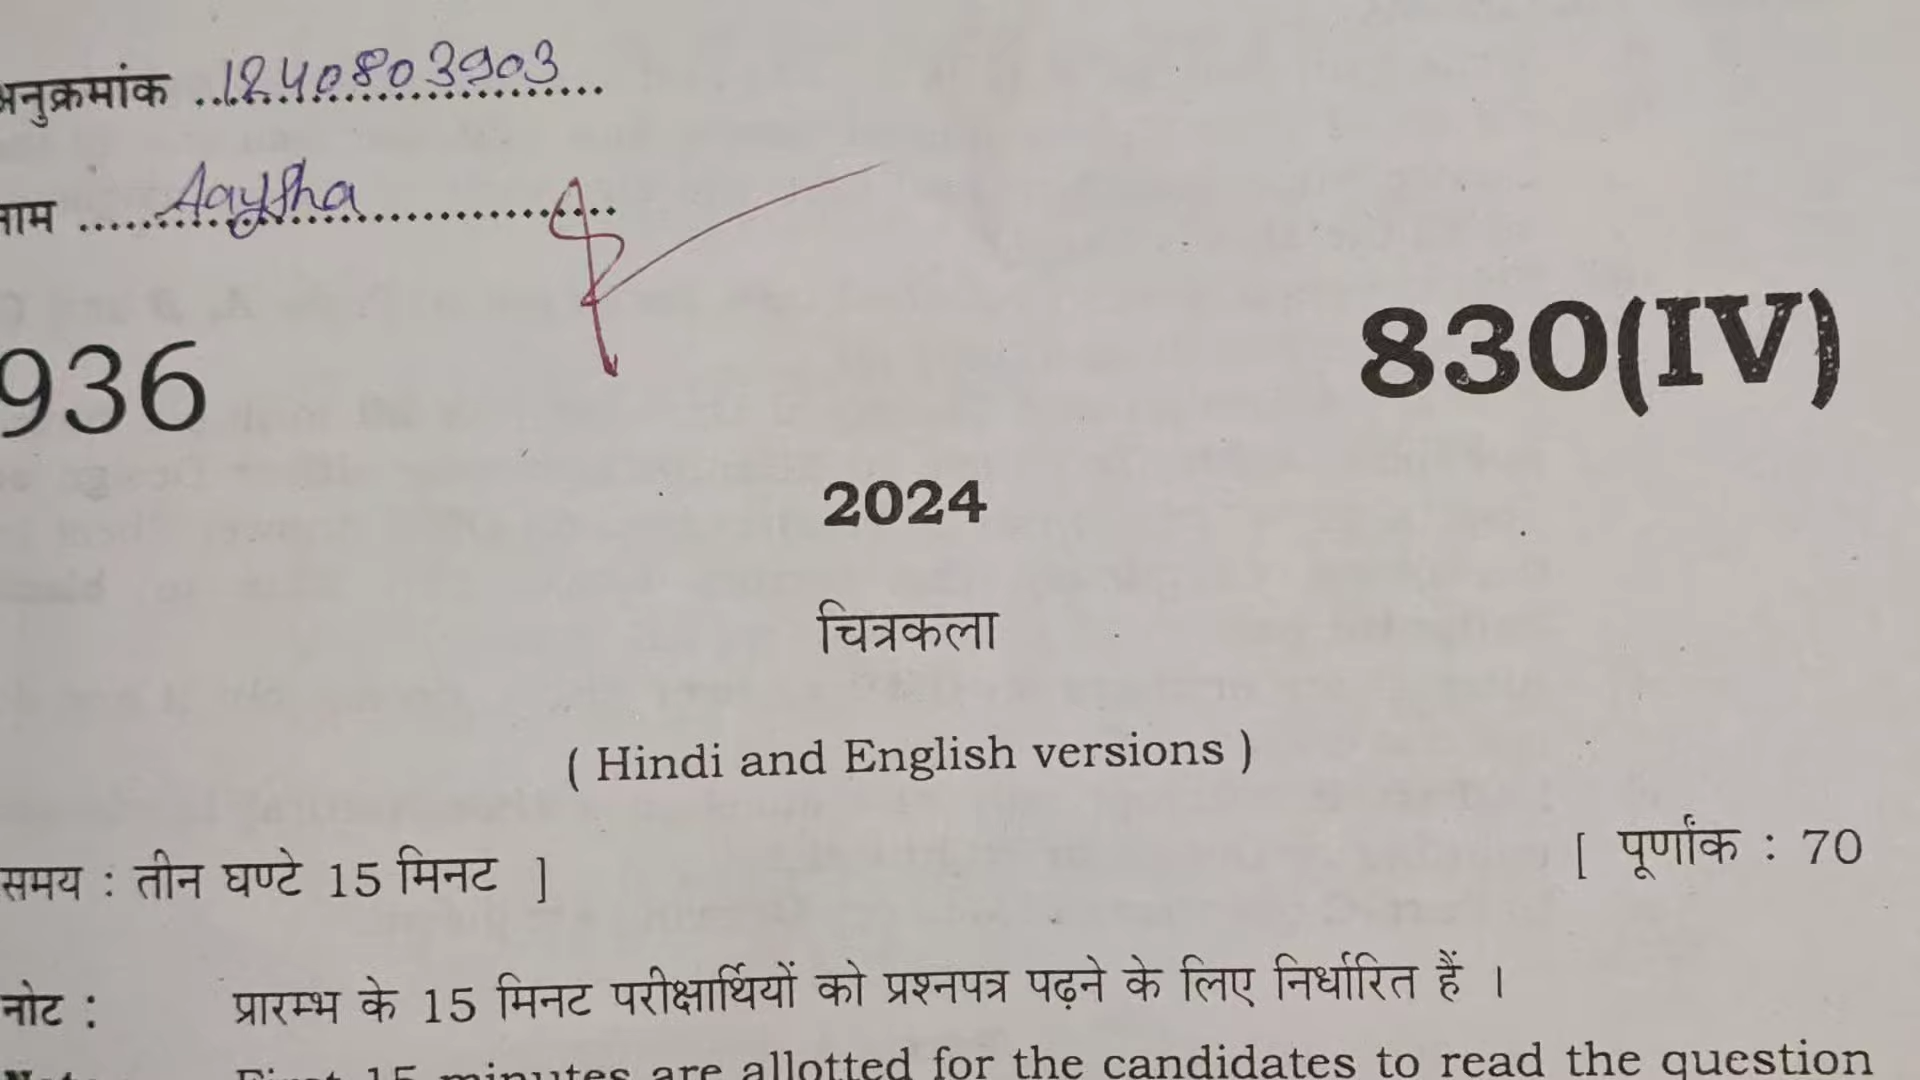 अनुक्रमांक 1240803903
नाम Aaysha
936
830(IV)
2024
चित्रकला
( Hindi and English versions )
समय : तीन घण्टे 15 मिनट ]
[ पूर्णांक : 70
नोट : प्रारम्भ के 15 मिनट परीक्षार्थियों को प्रश्नपत्र पढ़ने के लिए निर्धारित हैं ।
Note : First 15 minutes are allotted for the candidates to read the question